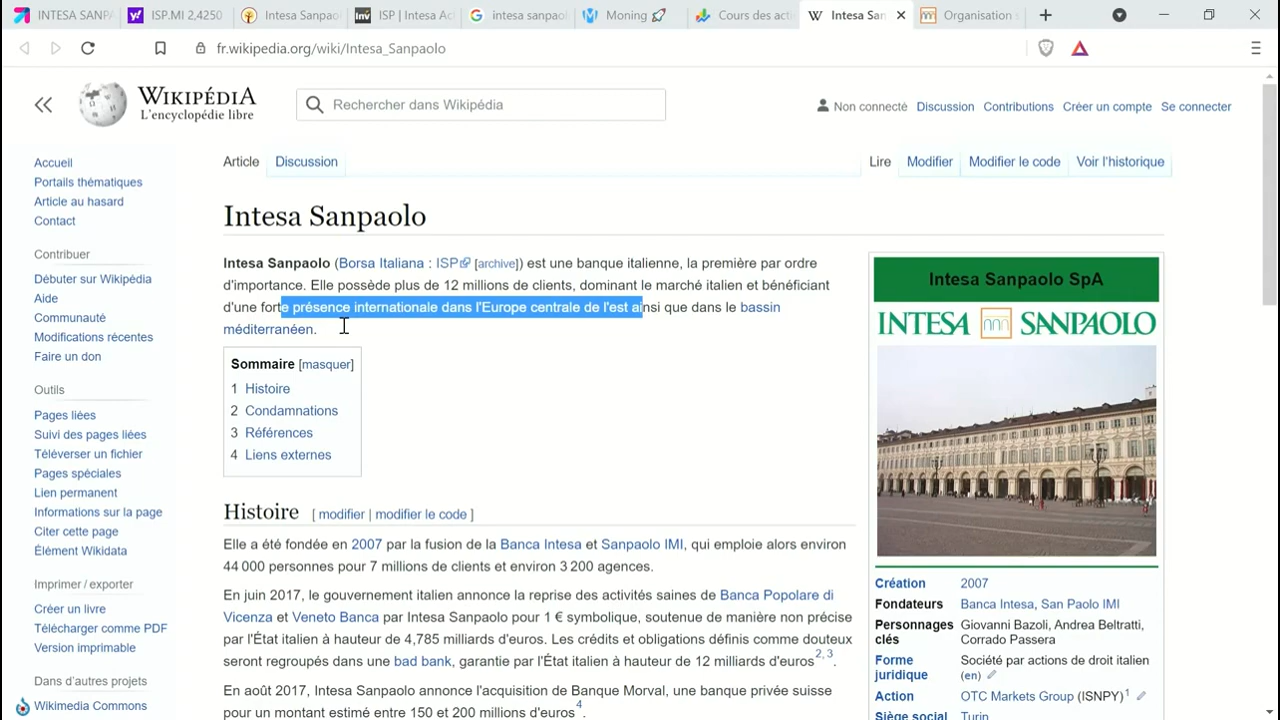 INTESA SANPA
ISP.MI 2,4250
Intesa Sanpao
ISP | Intesa Ac
intesa sanpaol
Moning
Cours des acti
Intesa San
Organisation s
fr.wikipedia.org/wiki/Intesa_Sanpaolo
WIKIPÉDIA
L'encyclopédie libre
Rechercher dans Wikipédia
Non connecté Discussion Contributions Créer un compte Se connecter
Article Discussion
Lire Modifier Modifier le code Voir l'historique
Accueil
Portails thématiques
Article au hasard
Contact
Contribuer
Débuter sur Wikipédia
Aide
Communauté
Modifications récentes
Faire un don
Outils
Pages liées
Suivi des pages liées
Téléverser un fichier
Pages spéciales
Lien permanent
Informations sur la page
Citer cette page
Élément Wikidata
Imprimer / exporter
Créer un livre
Télécharger comme PDF
Version imprimable
Dans d'autres projets
Wikimedia Commons
Intesa Sanpaolo
Intesa Sanpaolo (Borsa Italiana : ISP [archive]) est une banque italienne, la première par ordre
d'importance. Elle possède plus de 12 millions de clients, dominant le marché italien et bénéficiant
d'une forte présence internationale dans l'Europe centrale de l'est ainsi que dans le bassin
méditerranéen.
Sommaire [masquer]
1 Histoire
2 Condamnations
3 Références
4 Liens externes
Histoire [ modifier | modifier le code ]
Elle a été fondée en 2007 par la fusion de la Banca Intesa et Sanpaolo IMI, qui emploie alors environ
44 000 personnes pour 7 millions de clients et environ 3 200 agences.
En juin 2017, le gouvernement italien annonce la reprise des activités saines de Banca Popolare di
Vicenza et Veneto Banca par Intesa Sanpaolo pour 1 € symbolique, soutenue de manière non précise
par l'État italien à hauteur de 4,785 milliards d'euros. Les crédits et obligations définis comme douteux
seront regroupés dans une bad bank, garantie par l'État italien à hauteur de 12 milliards d'euros2, 3.
En août 2017, Intesa Sanpaolo annonce l'acquisition de Banque Morval, une banque privée suisse
pour un montant estimé entre 150 et 200 millions d'euros4.
Intesa Sanpaolo SpA
INTESA SANPAOLO
Création 2007
Fondateurs Banca Intesa, San Paolo IMI
Personnages clés Giovanni Bazoli, Andrea Beltratti,
Corrado Passera
Forme juridique Société par actions de droit italien
(en)
Action OTC Markets Group (ISNPY)1
Siège social Turin